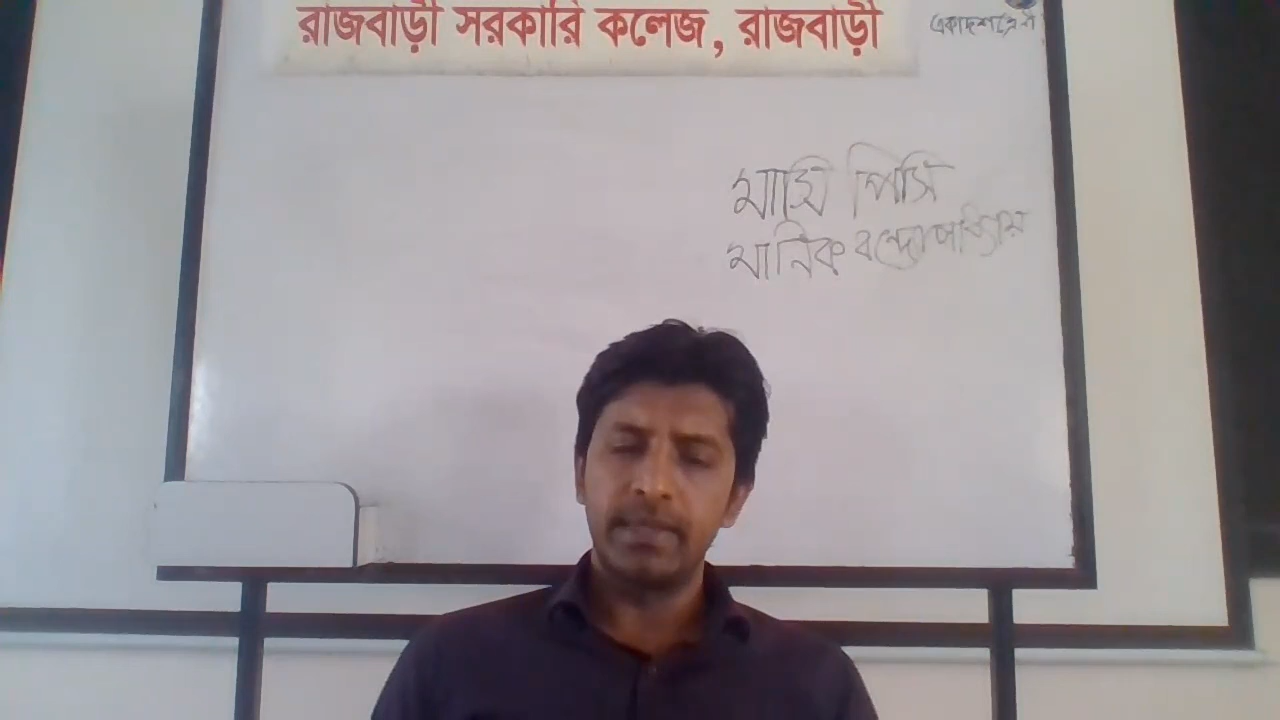 রাজবাড়ী সরকারি কলেজ, রাজবাড়ী
একাদশ শ্রেণী
মাসি পিসি
মানিক বন্দোপাধ্যায়